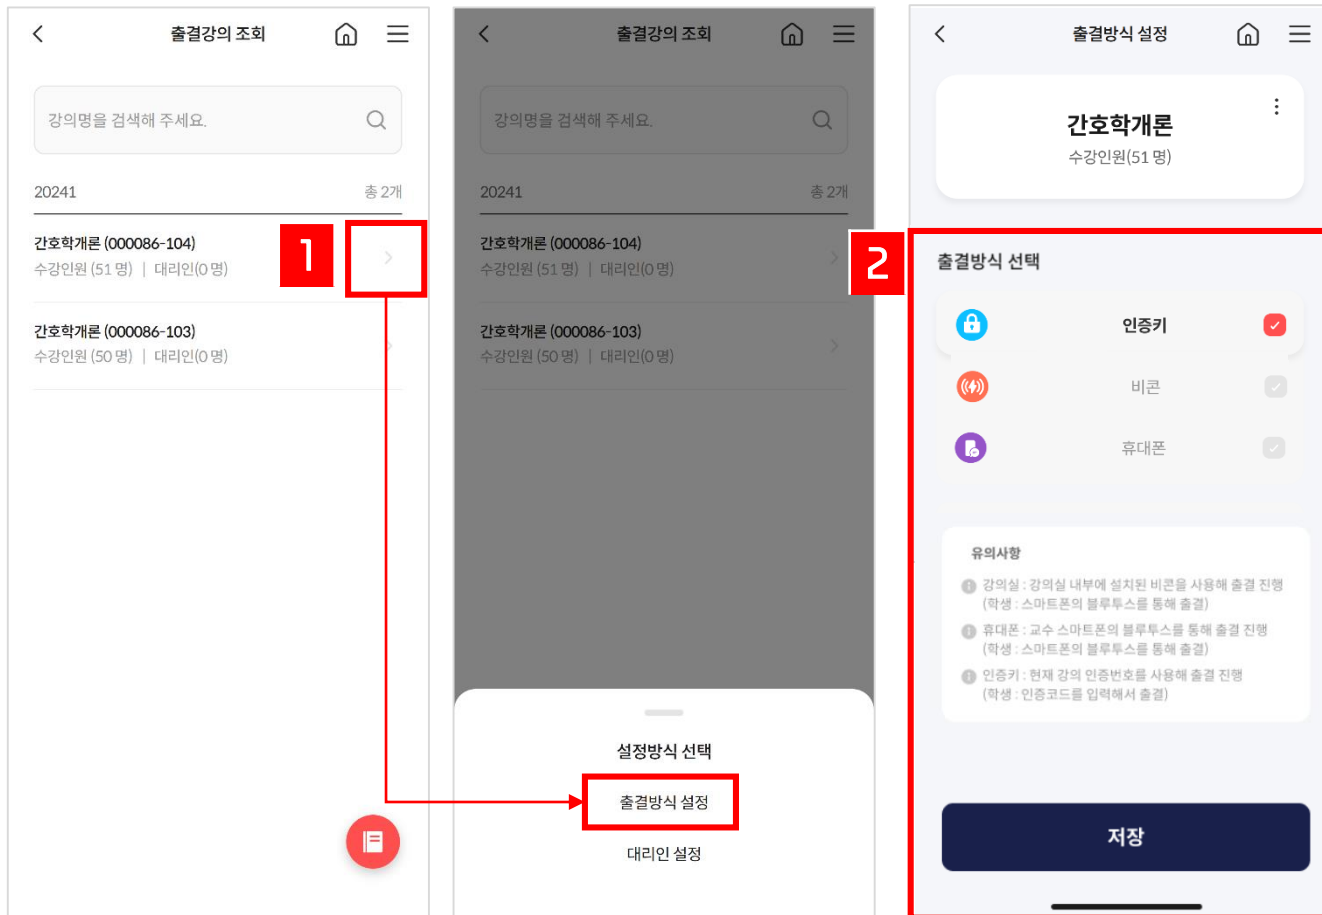 출결강의 조회
강의명을 검색해 주세요.
20241
총 2개
간호학개론 (000086-104)
수강인원 (51 명) | 대리인(0 명)
1
간호학개론 (000086-103)
수강인원 (50 명) | 대리인(0 명)
출결강의 조회
강의명을 검색해 주세요.
20241
총 2개
간호학개론 (000086-104)
수강인원 (51 명) | 대리인(0 명)
간호학개론 (000086-103)
수강인원 (50 명) | 대리인(0 명)
설정방식 선택
출결방식 설정
대리인 설정
출결방식 설정
간호학개론
수강인원(51 명)
2
출결방식 선택
인증키
비콘
휴대폰
유의사항
강의실 : 강의실 내부에 설치된 비콘을 사용해 출결 진행
(학생 : 스마트폰의 블루투스를 통해 출결)
휴대폰 : 교수 스마트폰의 블루투스를 통해 출결 진행
(학생 : 스마트폰의 블루투스를 통해 출결)
인증키 : 현재 강의 인증번호를 사용해 출결 진행
(학생 : 인증코드를 입력해서 출결)
저장